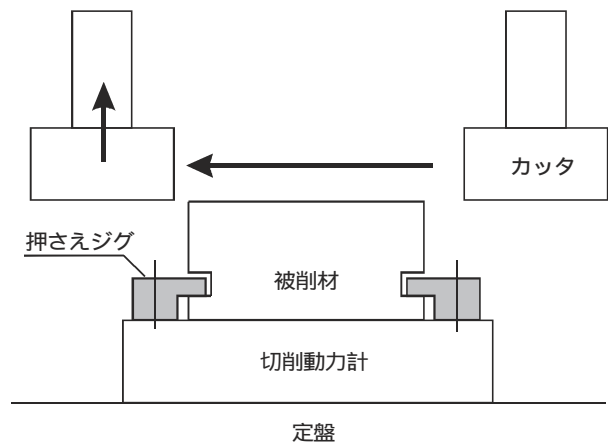 カッタ
押さえジグ
被削材
切削動力計
定盤